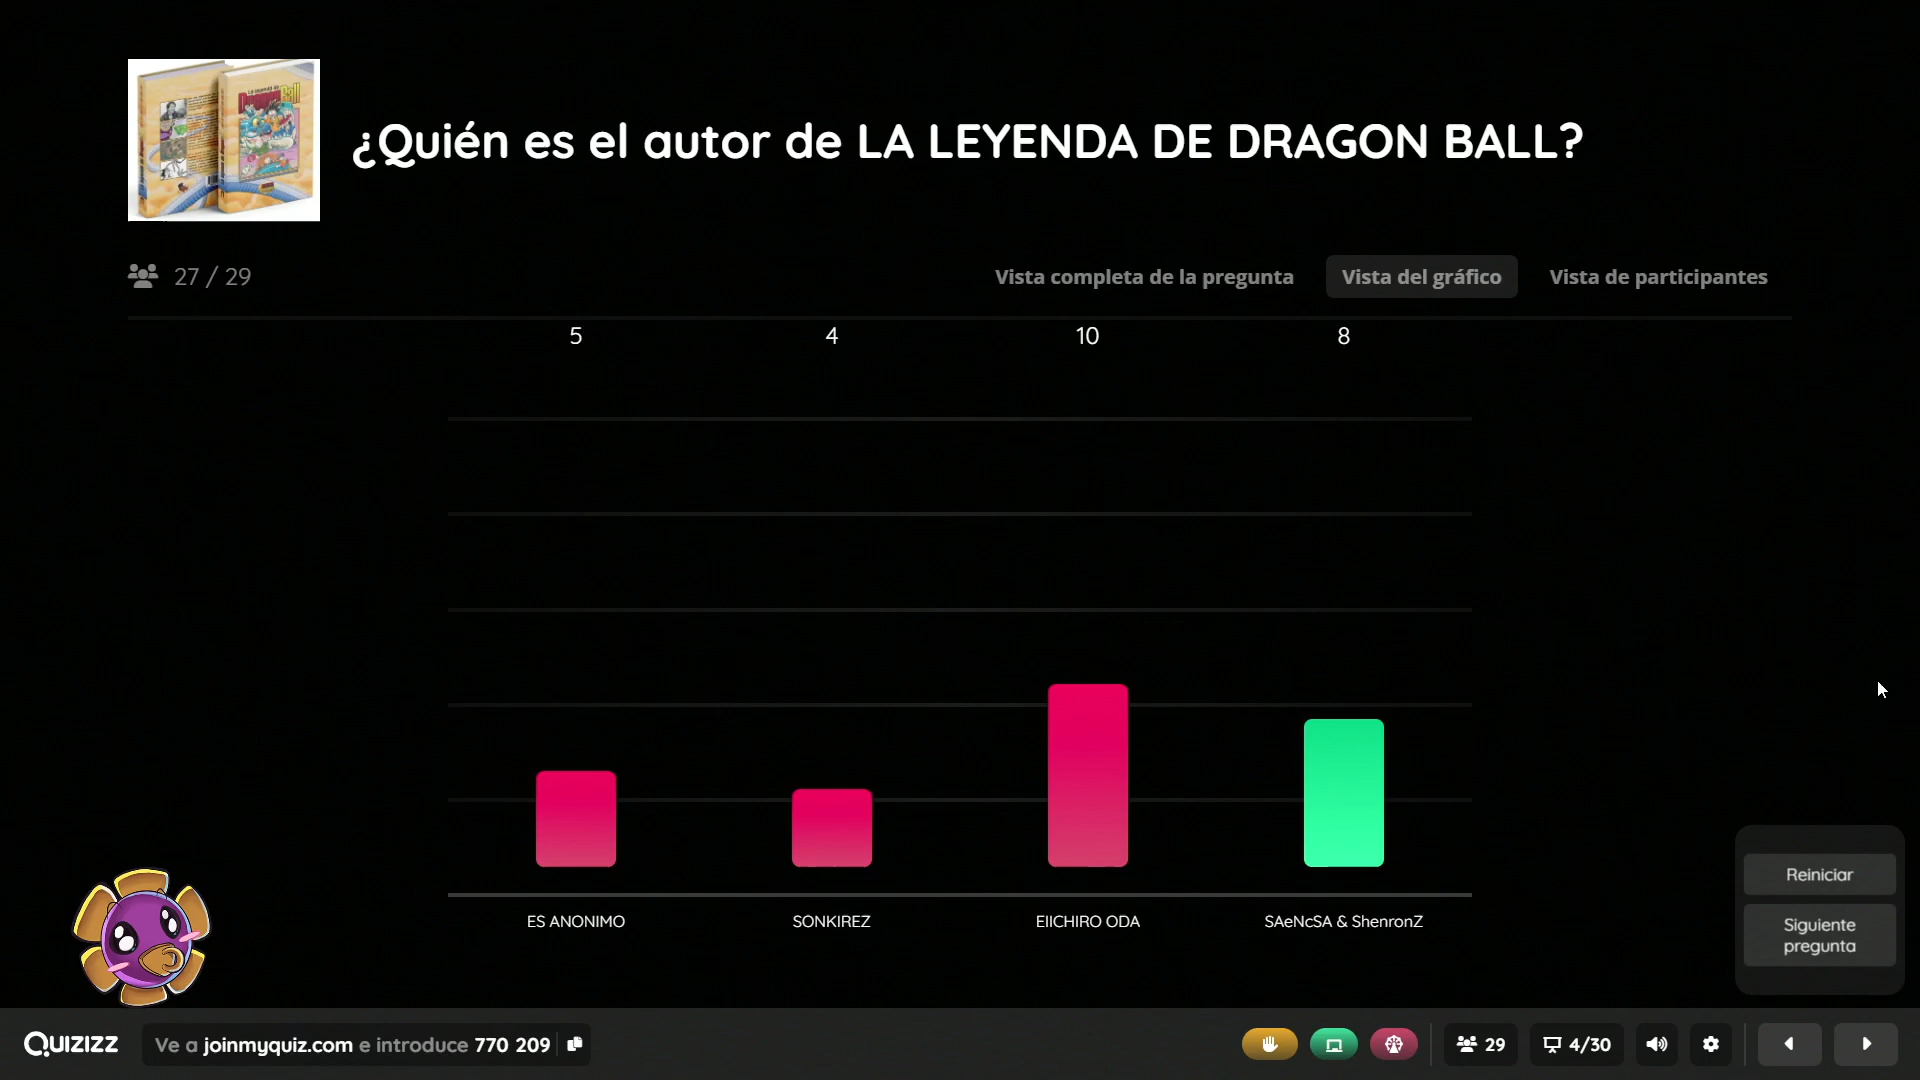 ¿Quién es el autor de LA LEYENDA DE DRAGON BALL?
27 / 29
Vista completa de la pregunta
Vista del gráfico
Vista de participantes
5
4
10
8
ES ANONIMO
SONKIREZ
EIICHIRO ODA
SAeNcSA & ShenronZ
Reiniciar
Siguiente
pregunta
QUIZIZZ
Ve a joinmyquiz.com e introduce 770 209
29
4/30